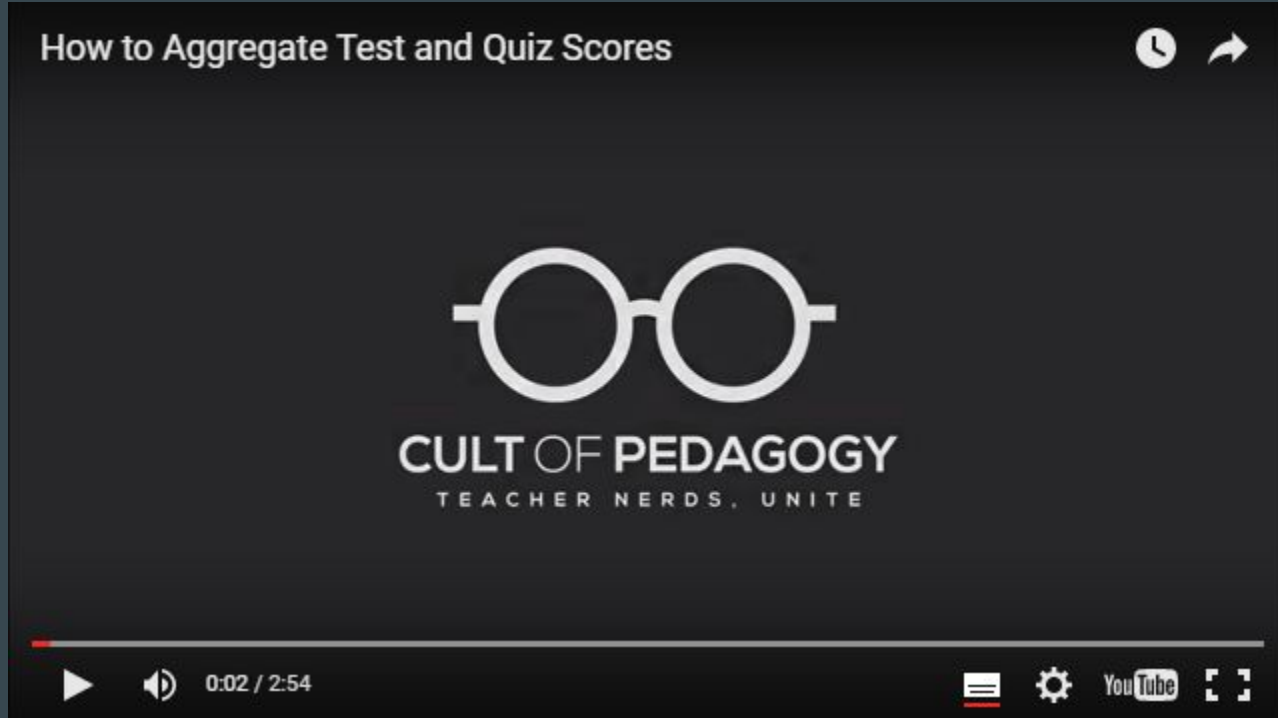 How to Aggregate Test and Quiz Scores
CULT OF PEDAGOGY
TEACHER NERDS. UNITE
0:02 / 2:54
YouTube